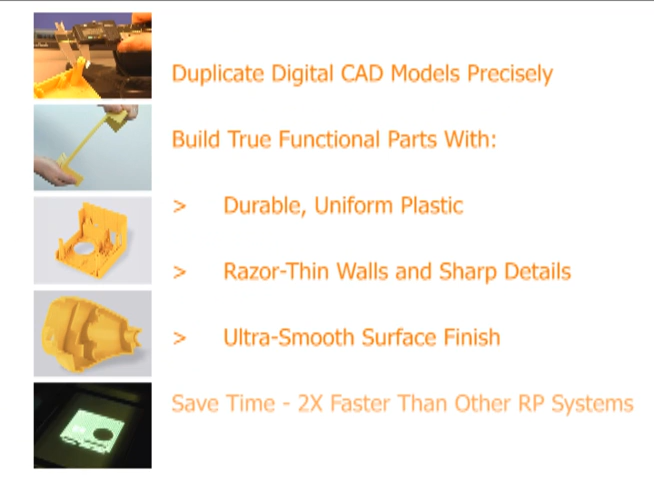 Duplicate Digital CAD Models Precisely
Build True Functional Parts With:
> Durable, Uniform Plastic
> Razor-Thin Walls and Sharp Details
> Ultra-Smooth Surface Finish
Save Time - 2X Faster Than Other RP Systems